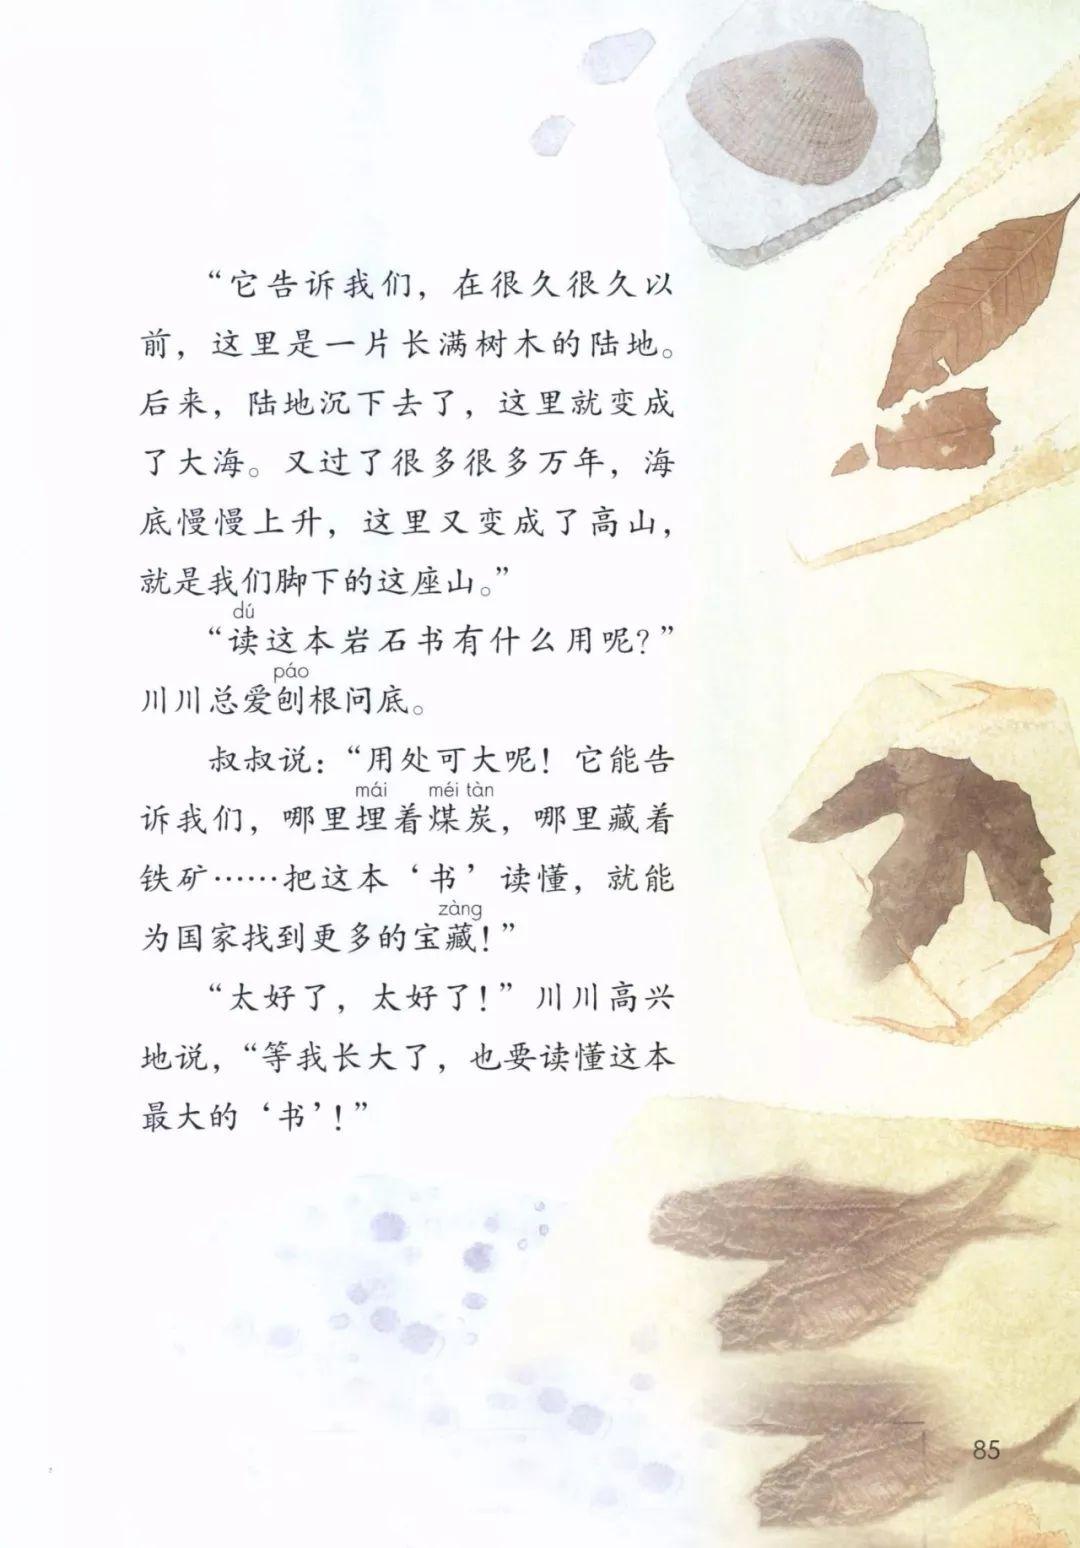 “它告诉我们，在很久很久以
前，这里是一片长满树木的陆地。
后来，陆地沉下去了，这里就变成
了大海。又过了很多很多万年，海
底慢慢上升，这里又变成了高山，
就是我们脚下的这座山。”
dú
“读这本岩石书有什么用呢？”
páo
川川总爱刨根问底。
叔叔说：“用处可大呢！它能告
mái méi tàn
诉我们，哪里埋着煤炭，哪里藏着
铁矿……把这本‘书’读懂，就能
zàng
为国家找到更多的宝藏！”
“太好了，太好了！”川川高兴
地说，“等我长大了，也要读懂这本
最大的‘书’！”
85